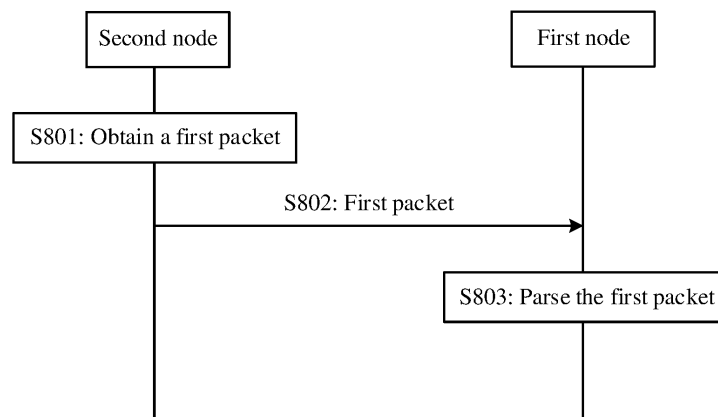 Second node
First node
S801: Obtain a first packet
S802: First packet
S803: Parse the first packet